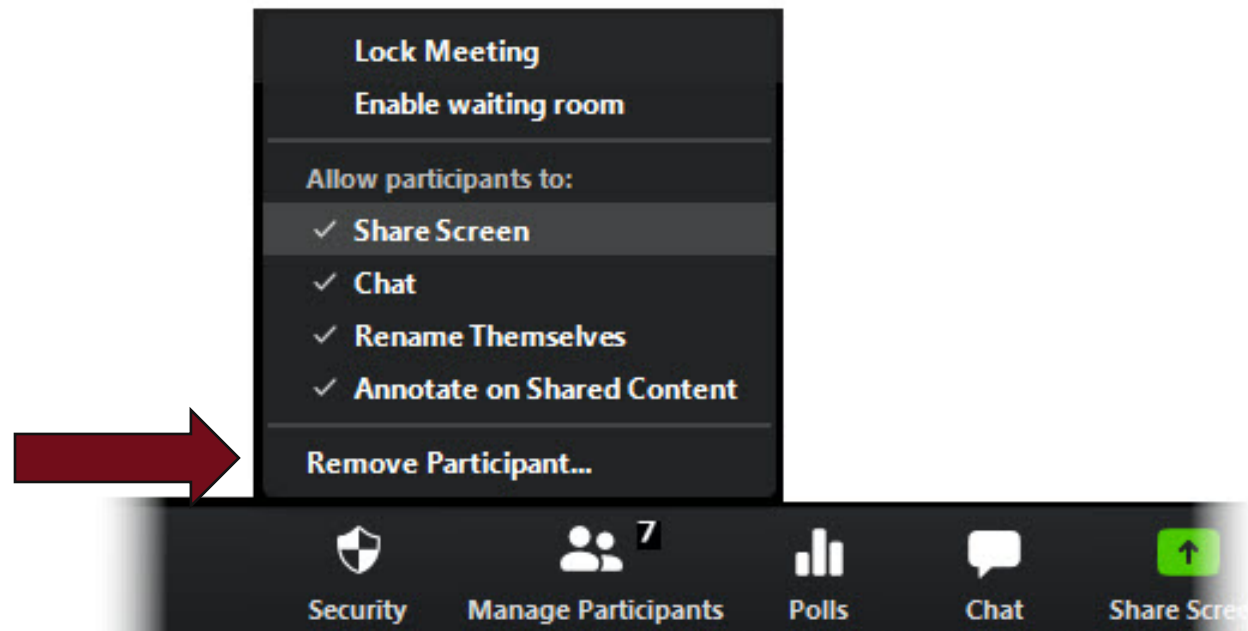 Lock Meeting
Enable waiting room
Allow participants to:
Share Screen
Chat
Rename Themselves
Annotate on Shared Content
Remove Participant...
7
Security Manage Participants Polls Chat Share Screen